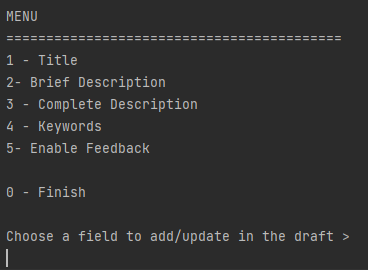 MENU
==========================================
1 - Title
2- Brief Description
3 - Complete Description
4 - Keywords
5- Enable Feedback
0 - Finish
Choose a field to add/update in the draft >